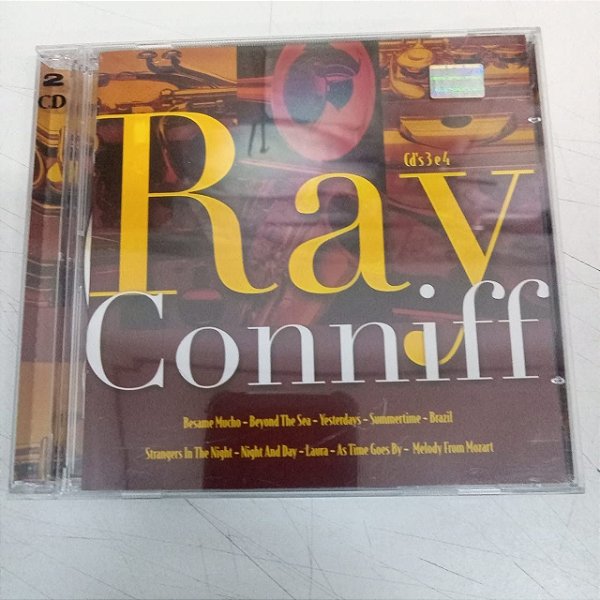 2
CD
Ray
Cd's 3 e 4
Conniff
Besame Mucho - Beyond The Sea - Yesterdays - Summertime - Brazil
Strangers In The Night - Night And Day - Laura - As Time Goes By - Melody From Mozart